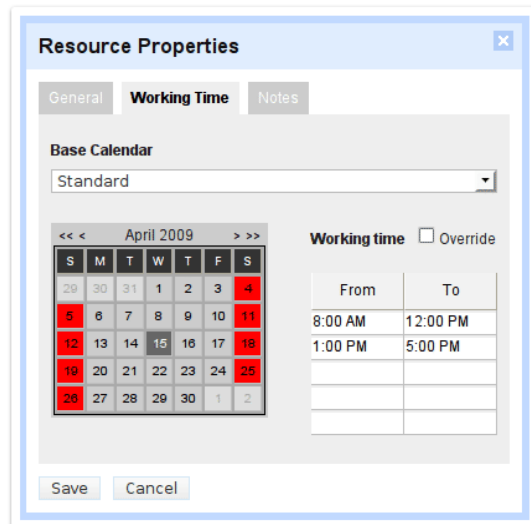 Resource Properties
General Working Time Notes
Base Calendar
Standard
<< < April 2009 > >>
S M T W T F S
29 30 31 1 2 3 4
5 6 7 8 9 10 11
12 13 14 15 16 17 18
19 20 21 22 23 24 25
26 27 28 29 30 1 2
Working time Override
From To
8:00 AM 12:00 PM
1:00 PM 5:00 PM
Save Cancel